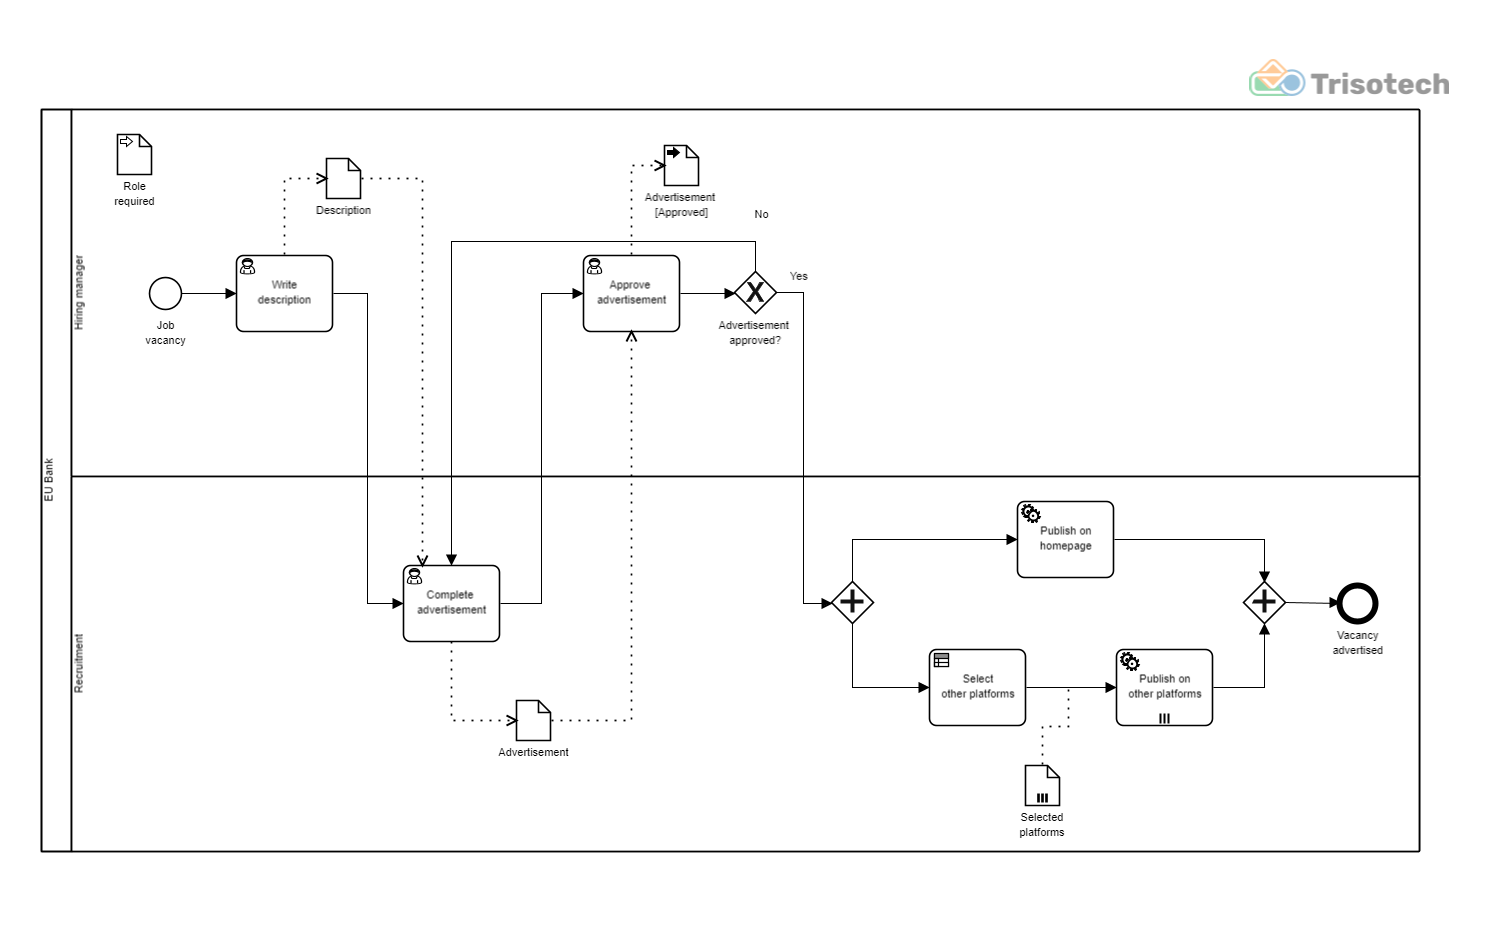 Trisotech
EU Bank
Hiring manager
Role
required
Description
Advertisement
[Approved]
No
Job
vacancy
Write
description
Approve
advertisement
X
Yes
Advertisement
approved?
Recruitment
Complete
advertisement
Advertisement
Publish on
homepage
Select
other platforms
Publish on
other platforms
Selected
platforms
Vacancy
advertised